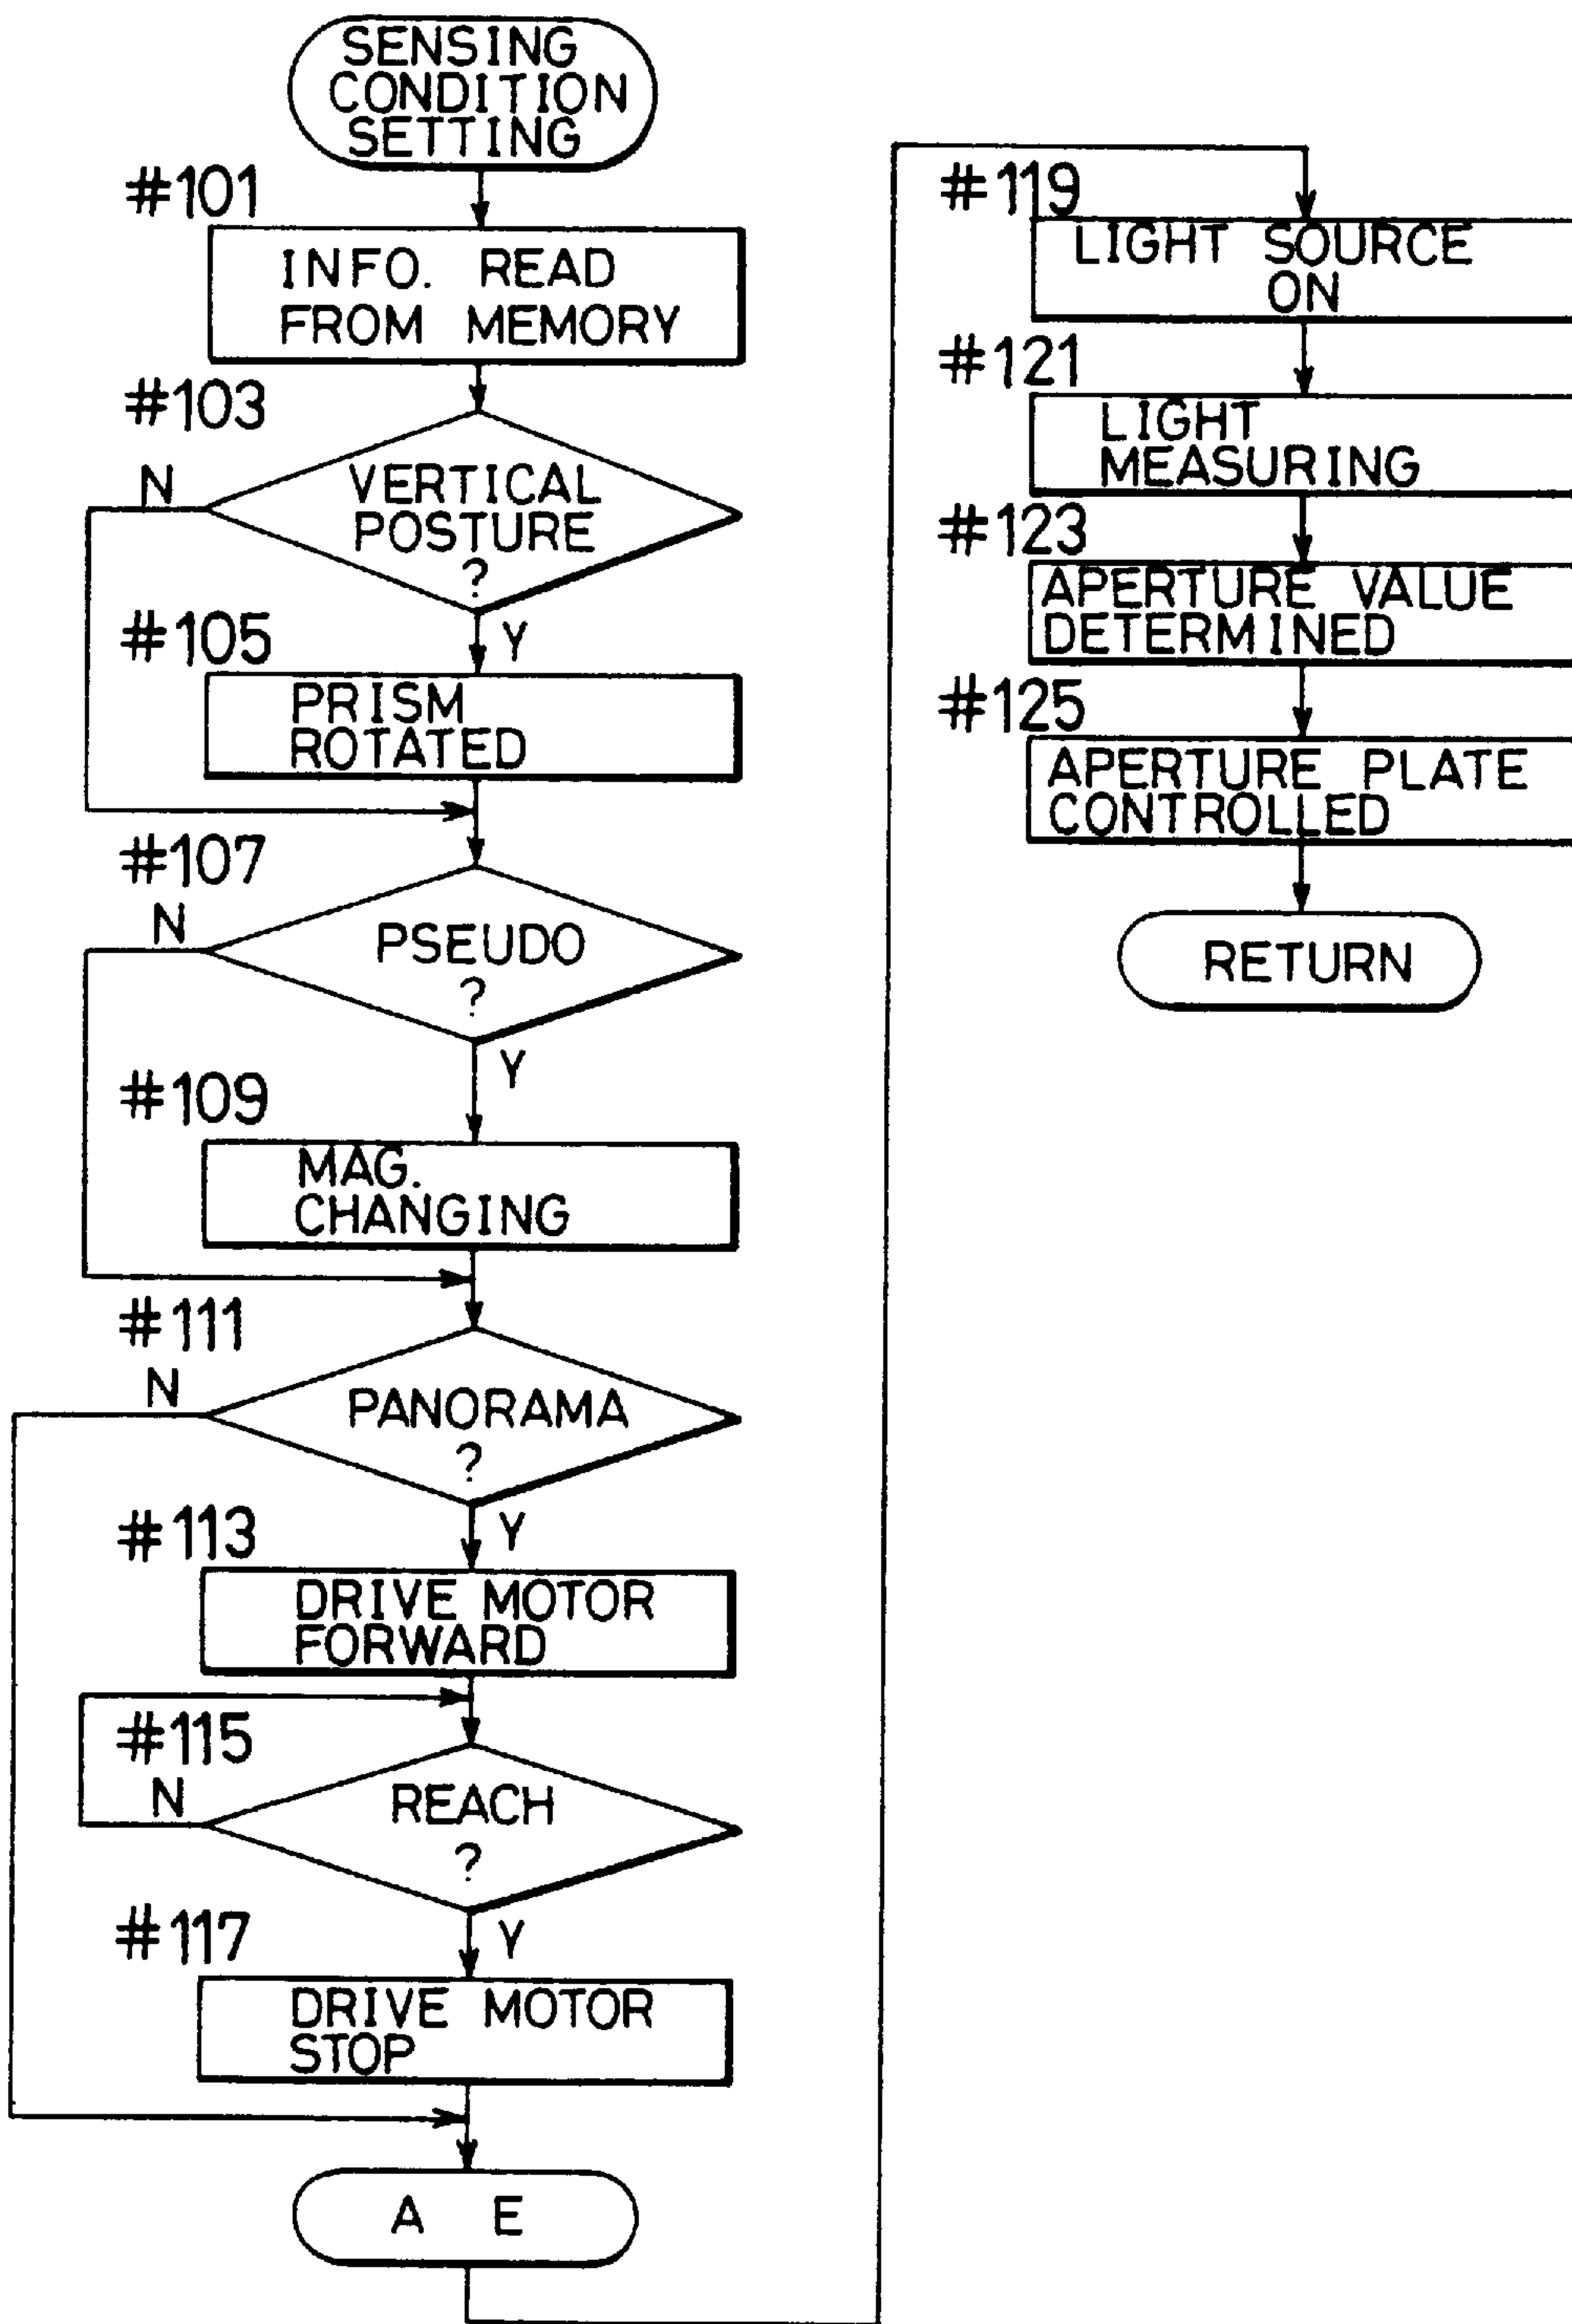 SENSING
CONDITION
SETTING
#101
INFO. READ
FROM MEMORY
#103
N
VERTICAL
POSTURE
?
Y
#105
PRISM
ROTATED
#107
N
PSEUDO
?
Y
#109
MAG.
CHANGING
#111
N
PANORAMA
?
Y
#113
DRIVE MOTOR
FORWARD
#115
N
REACH
?
Y
#117
DRIVE MOTOR
STOP
A E
#119
LIGHT SOURCE
ON
#121
LIGHT
MEASURING
#123
APERTURE VALUE
DETERMINED
#125
APERTURE PLATE
CONTROLLED
RETURN